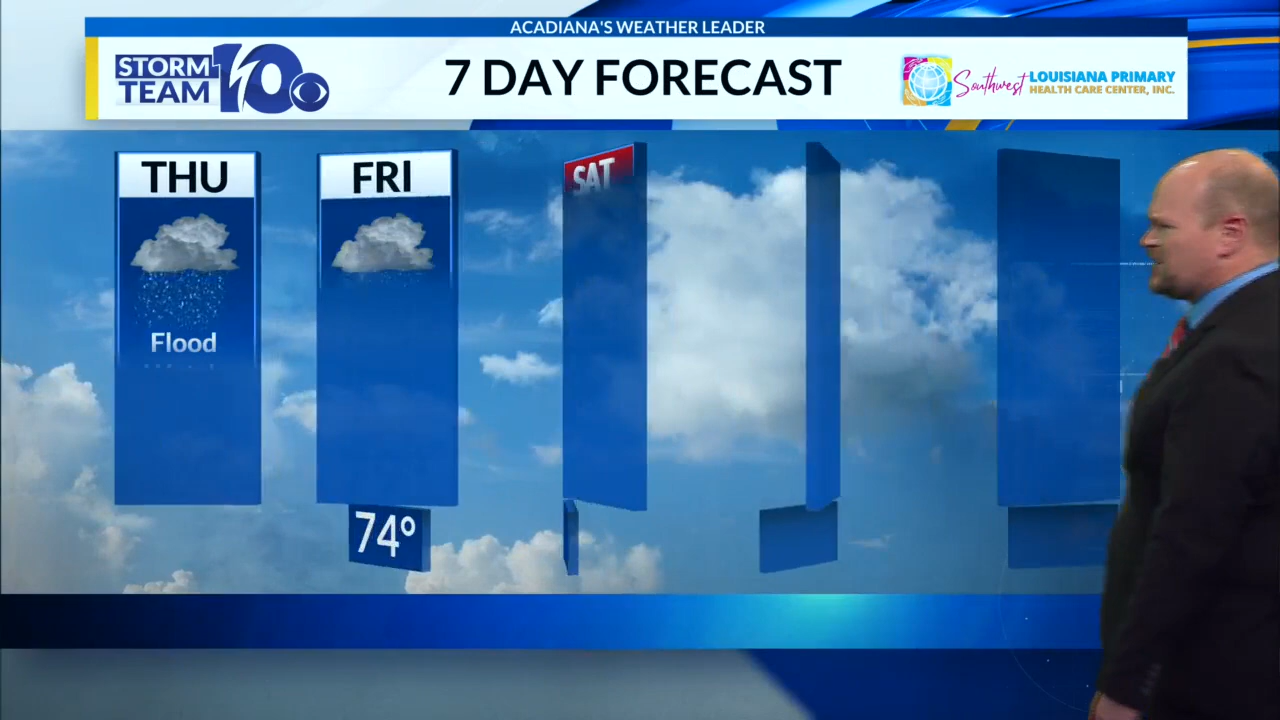 ACADIANA'S WEATHER LEADER
STORM TEAM 10
7 DAY FORECAST
Southwest LOUISIANA PRIMARY
HEALTH CARE CENTER, INC.
THU
FRI
SAT
Flood
74°